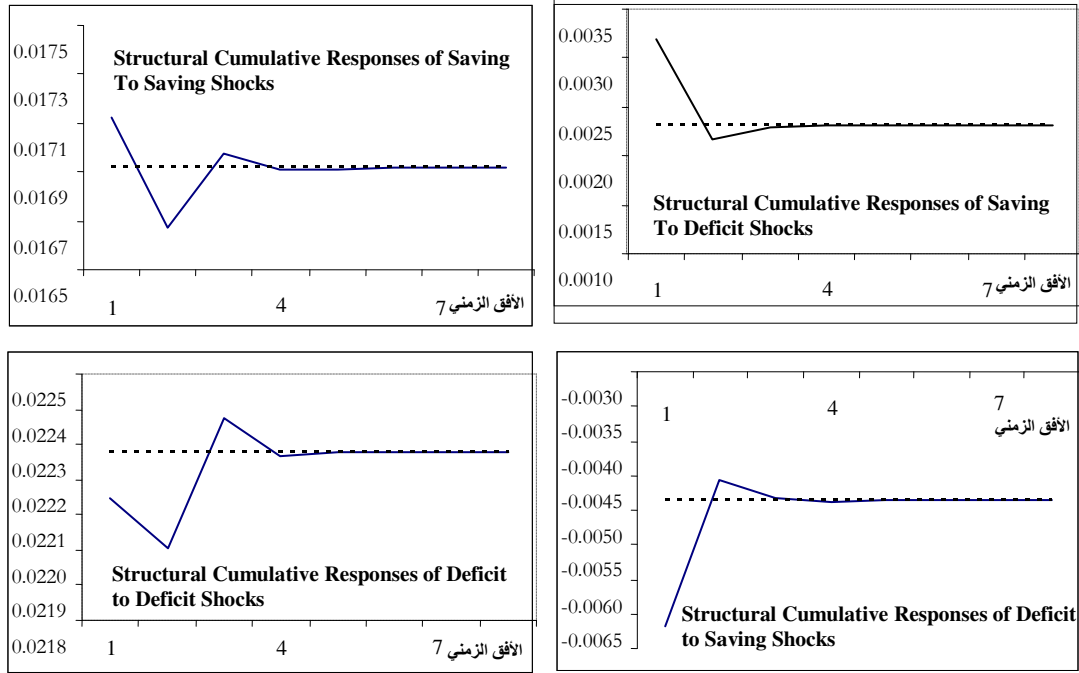 0.0175
0.0173
0.0171
0.0169
0.0167
0.0165
Structural Cumulative Responses of Saving
To Saving Shocks
1 4 7 الأفق الزمني
0.0035
0.0030
0.0025
0.0020
0.0015
0.0010
Structural Cumulative Responses of Saving
To Deficit Shocks
1 4 7 الأفق الزمني
0.0225
0.0224
0.0223
0.0222
0.0221
0.0220
0.0219
0.0218
Structural Cumulative Responses of Deficit
to Deficit Shocks
1 4 7 الأفق الزمني
-0.0030
-0.0035
-0.0040
-0.0045
-0.0050
-0.0055
-0.0060
-0.0065
1 4 7
الأفق الزمني
Structural Cumulative Responses of Deficit
to Saving Shocks